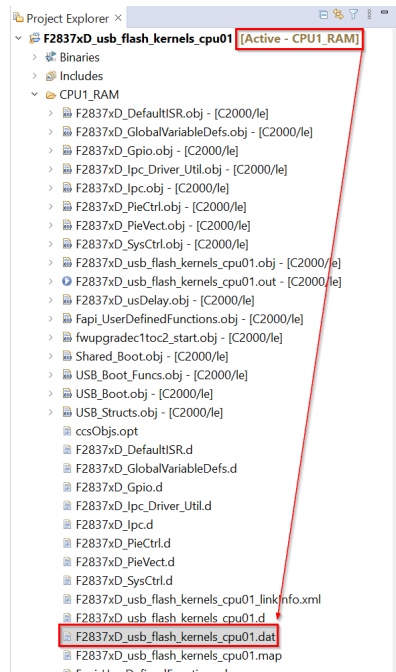 Project Explorer
F2837xD_usb_flash_kernels_cpu01 [Active - CPU1_RAM]
Binaries
Includes
CPU1_RAM
F2837xD_DefaultISR.obj - [C2000/le]
F2837xD_GlobalVariableDefs.obj - [C2000/le]
F2837xD_Gpio.obj - [C2000/le]
F2837xD_Ipc_Driver_Util.obj - [C2000/le]
F2837xD_Ipc.obj - [C2000/le]
F2837xD_PieCtrl.obj - [C2000/le]
F2837xD_PieVect.obj - [C2000/le]
F2837xD_SysCtrl.obj - [C2000/le]
F2837xD_usb_flash_kernels_cpu01.obj - [C2000/le]
F2837xD_usb_flash_kernels_cpu01.out - [C2000/le]
F2837xD_usDelay.obj - [C2000/le]
Fapi_UserDefinedFunctions.obj - [C2000/le]
fwupgradec1toc2_start.obj - [C2000/le]
Shared_Boot.obj - [C2000/le]
USB_Boot_Funcs.obj - [C2000/le]
USB_Boot.obj - [C2000/le]
USB_Structs.obj - [C2000/le]
ccsObjs.opt
F2837xD_DefaultISR.d
F2837xD_GlobalVariableDefs.d
F2837xD_Gpio.d
F2837xD_Ipc_Driver_Util.d
F2837xD_Ipc.d
F2837xD_PieCtrl.d
F2837xD_PieVect.d
F2837xD_SysCtrl.d
F2837xD_usb_flash_kernels_cpu01_linkInfo.xml
F2837xD_usb_flash_kernels_cpu01.d
F2837xD_usb_flash_kernels_cpu01.dat
F2837xD_usb_flash_kernels_cpu01.map